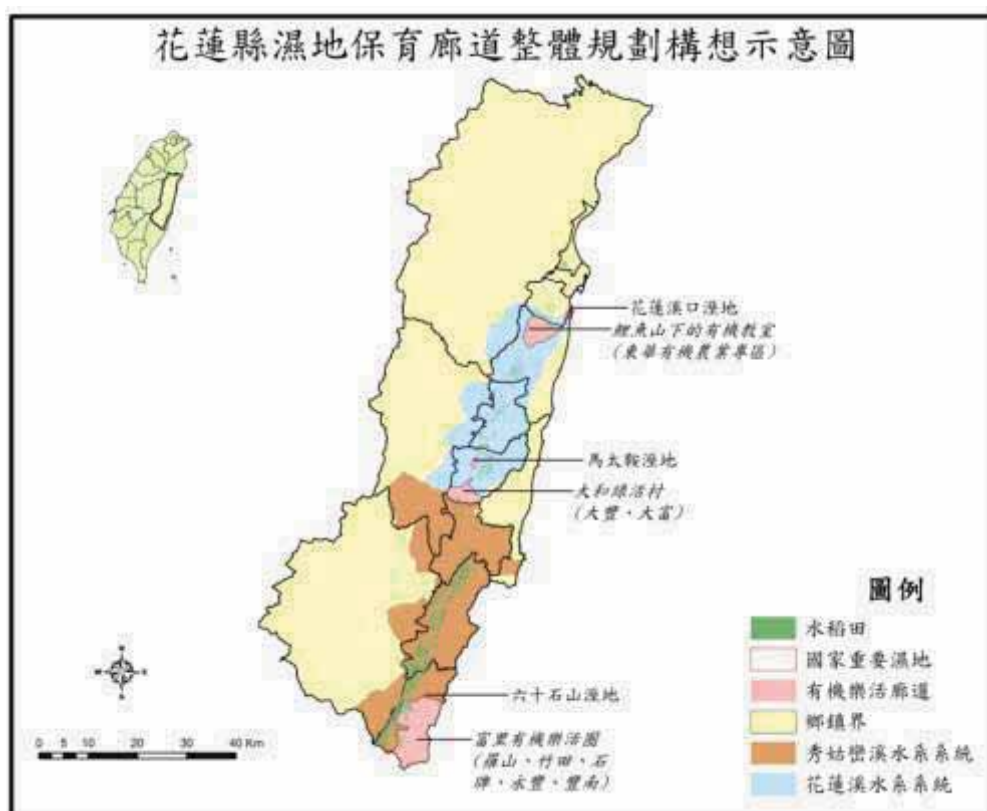 花蓮縣濕地保育廊道整體規劃構想示意圖
花蓮溪口溼地
鯉魚山下的有機教室
(東華有機農業專區)
馬太鞍溼地
大和綠活村
(大豐、大富)
六十石山溼地
富里有機樂活圈
(羅山、竹田、石
牌、永豐、豐南)
圖例
水稻田
國家重要濕地
有機樂活廊道
鄉鎮界
秀姑巒溪水系系統
花蓮溪水系系統
N
W
E
S
0 5 10 20 30 40 Km